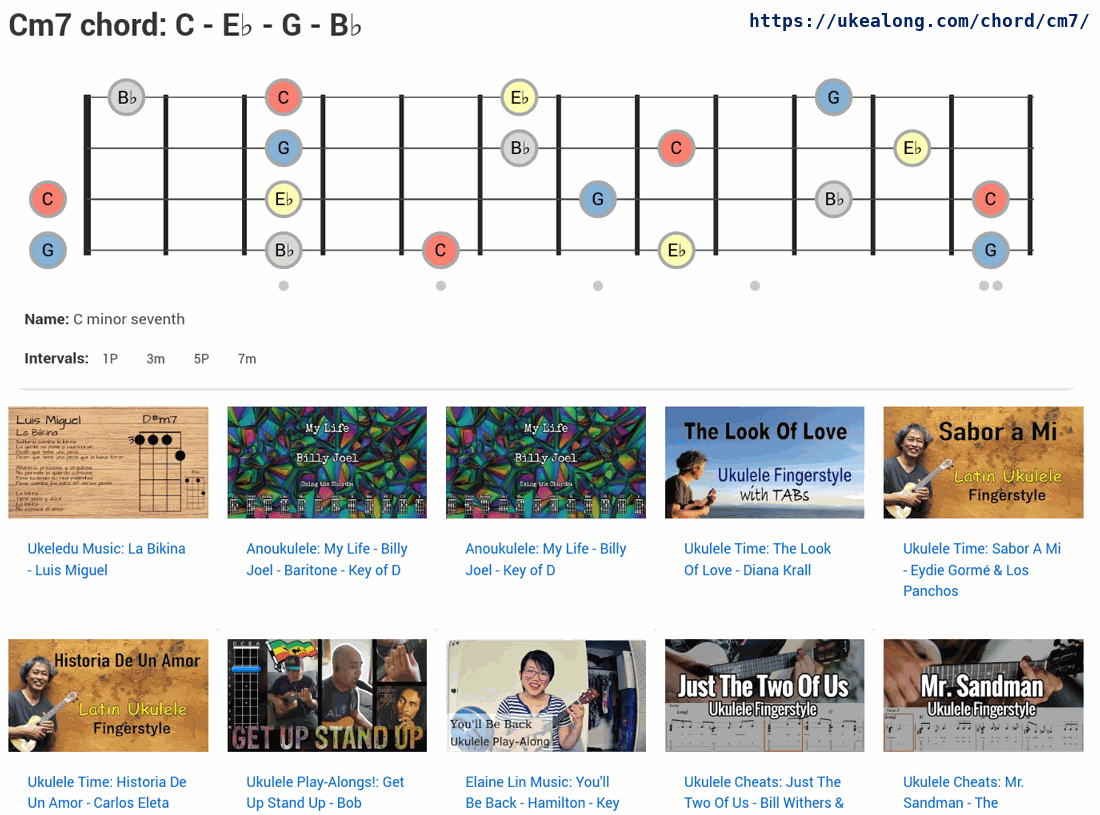 Cm7 chord: C - E♭ - G - B♭
https://ukealong.com/chord/cm7/
B♭ C E♭ G
G B♭ C E♭
C E♭ G B♭ C
G B♭ C E♭ G
Name: C minor seventh
Intervals: 1P 3m 5P 7m
Luis Miguel
La Bikina
D#m7
3
My Life
Billy Joel
Using the Chords:
My Life
Billy Joel
Using the Chords:
The Look Of Love
Ukulele Fingerstyle
with TABs
Sabor a Mi
Latin Ukulele
Fingerstyle
Ukeledu Music: La Bikina
- Luis Miguel
Anoukulele: My Life - Billy
Joel - Baritone - Key of D
Anoukulele: My Life - Billy
Joel - Key of D
Ukulele Time: The Look
Of Love - Diana Krall
Ukulele Time: Sabor A Mi
- Eydie Gormé & Los
Panchos
Historia De Un Amor
Latin Ukulele
Fingerstyle
GET UP STAND UP
You'll Be Back
Ukulele Play-Along
Just The Two Of Us
Ukulele Fingerstyle
Mr. Sandman
Ukulele Fingerstyle
Ukulele Time: Historia De
Un Amor - Carlos Eleta
Ukulele Play-Alongs!: Get
Up Stand Up - Bob
Elaine Lin Music: You'll
Be Back - Hamilton - Key
Ukulele Cheats: Just The
Two Of Us - Bill Withers &
Ukulele Cheats: Mr.
Sandman - The